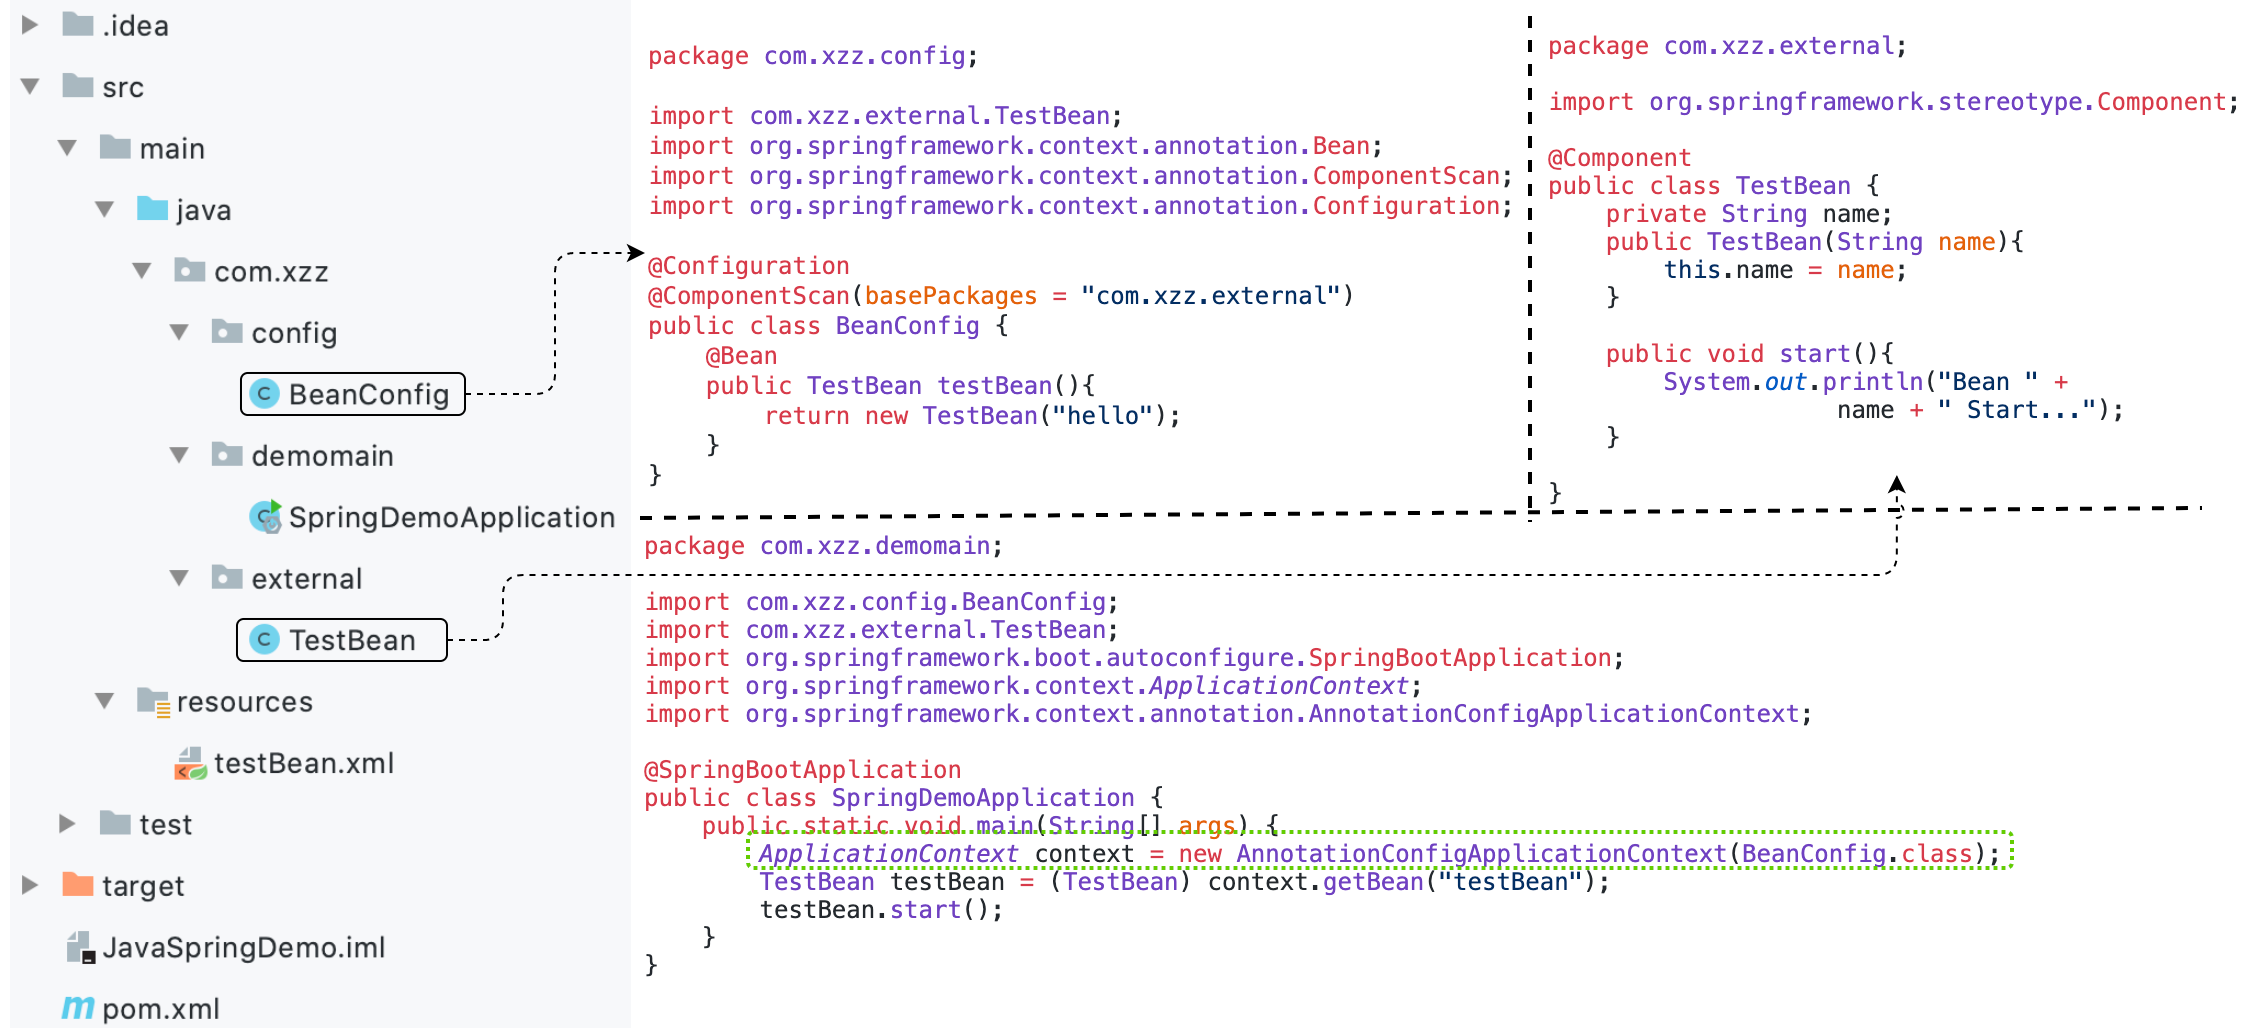 .idea
src
main
java
com.xzz
config
BeanConfig
demomain
SpringDemoApplication
external
TestBean
resources
testBean.xml
test
target
JavaSpringDemo.iml
pom.xml
package com.xzz.config;
import com.xzz.external.TestBean;
import org.springframework.context.annotation.Bean;
import org.springframework.context.annotation.ComponentScan;
import org.springframework.context.annotation.Configuration;
@Configuration
@ComponentScan(basePackages = "com.xzz.external")
public class BeanConfig {
    @Bean
    public TestBean testBean(){
        return new TestBean("hello");
    }
}
package com.xzz.external;
import org.springframework.stereotype.Component;
@Component
public class TestBean {
    private String name;
    public TestBean(String name){
        this.name = name;
    }
    public void start(){
        System.out.println("Bean " +
                    name + " Start...");
    }
}
package com.xzz.demomain;
import com.xzz.config.BeanConfig;
import com.xzz.external.TestBean;
import org.springframework.boot.autoconfigure.SpringBootApplication;
import org.springframework.context.ApplicationContext;
import org.springframework.context.annotation.AnnotationConfigApplicationContext;
@SpringBootApplication
public class SpringDemoApplication {
    public static void main(String[] args) {
        ApplicationContext context = new AnnotationConfigApplicationContext(BeanConfig.class);
        TestBean testBean = (TestBean) context.getBean("testBean");
        testBean.start();
    }
}